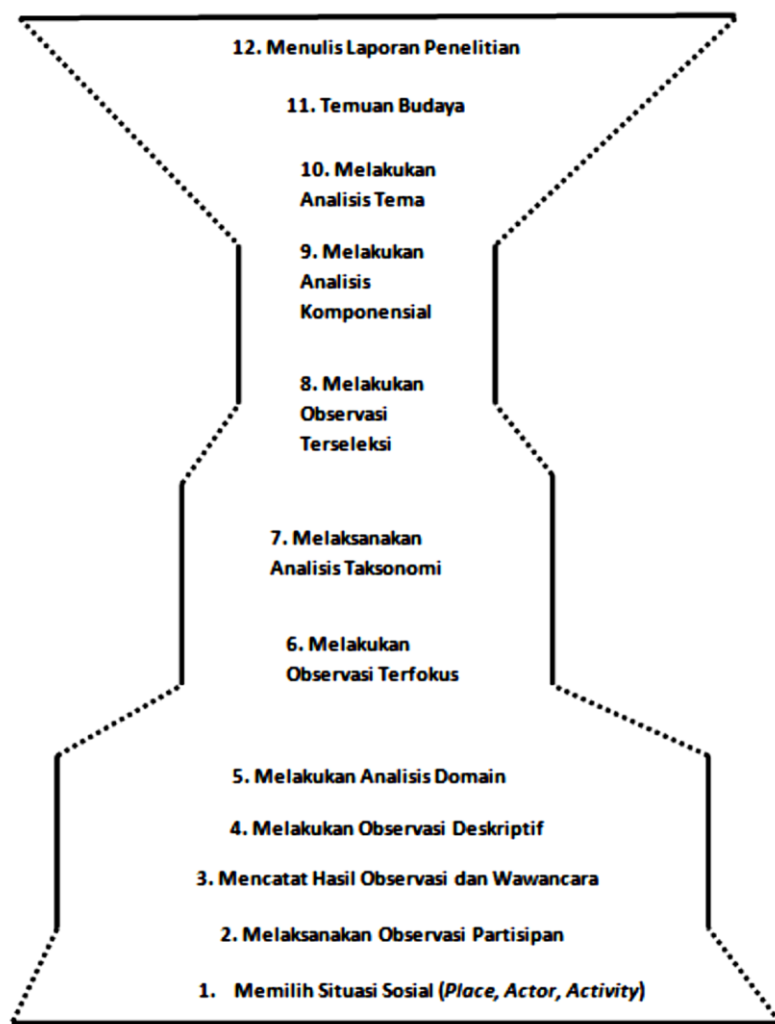 12. Menulis Laporan Penelitian
11. Temuan Budaya
10. Melakukan
Analisis Tema
9. Melakukan
Analisis
Komponensial
8. Melakukan
Observasi
Terseleksi
7. Melaksanakan
Analisis Taksonomi
6. Melakukan
Observasi Terfokus
5. Melakukan Analisis Domain
4. Melakukan Observasi Deskriptif
3. Mencatat Hasil Observasi dan Wawancara
2. Melaksanakan Observasi Partisipan
1. Memilih Situasi Sosial (Place, Actor, Activity)